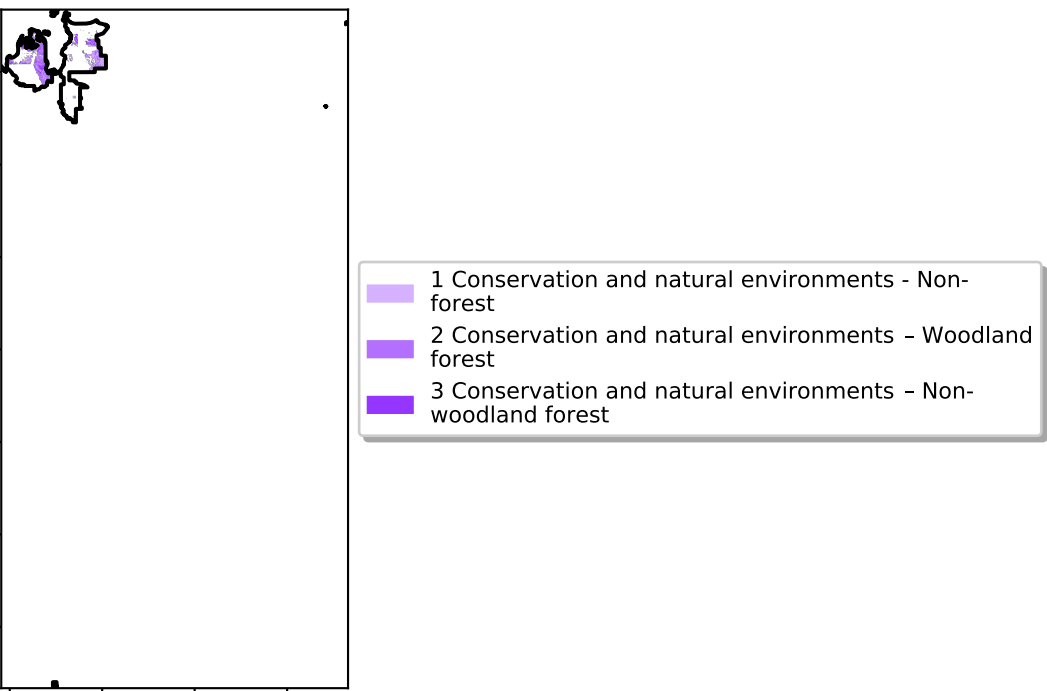 1 Conservation and natural environments - Non-
forest
2 Conservation and natural environments – Woodland
forest
3 Conservation and natural environments – Non-
woodland forest